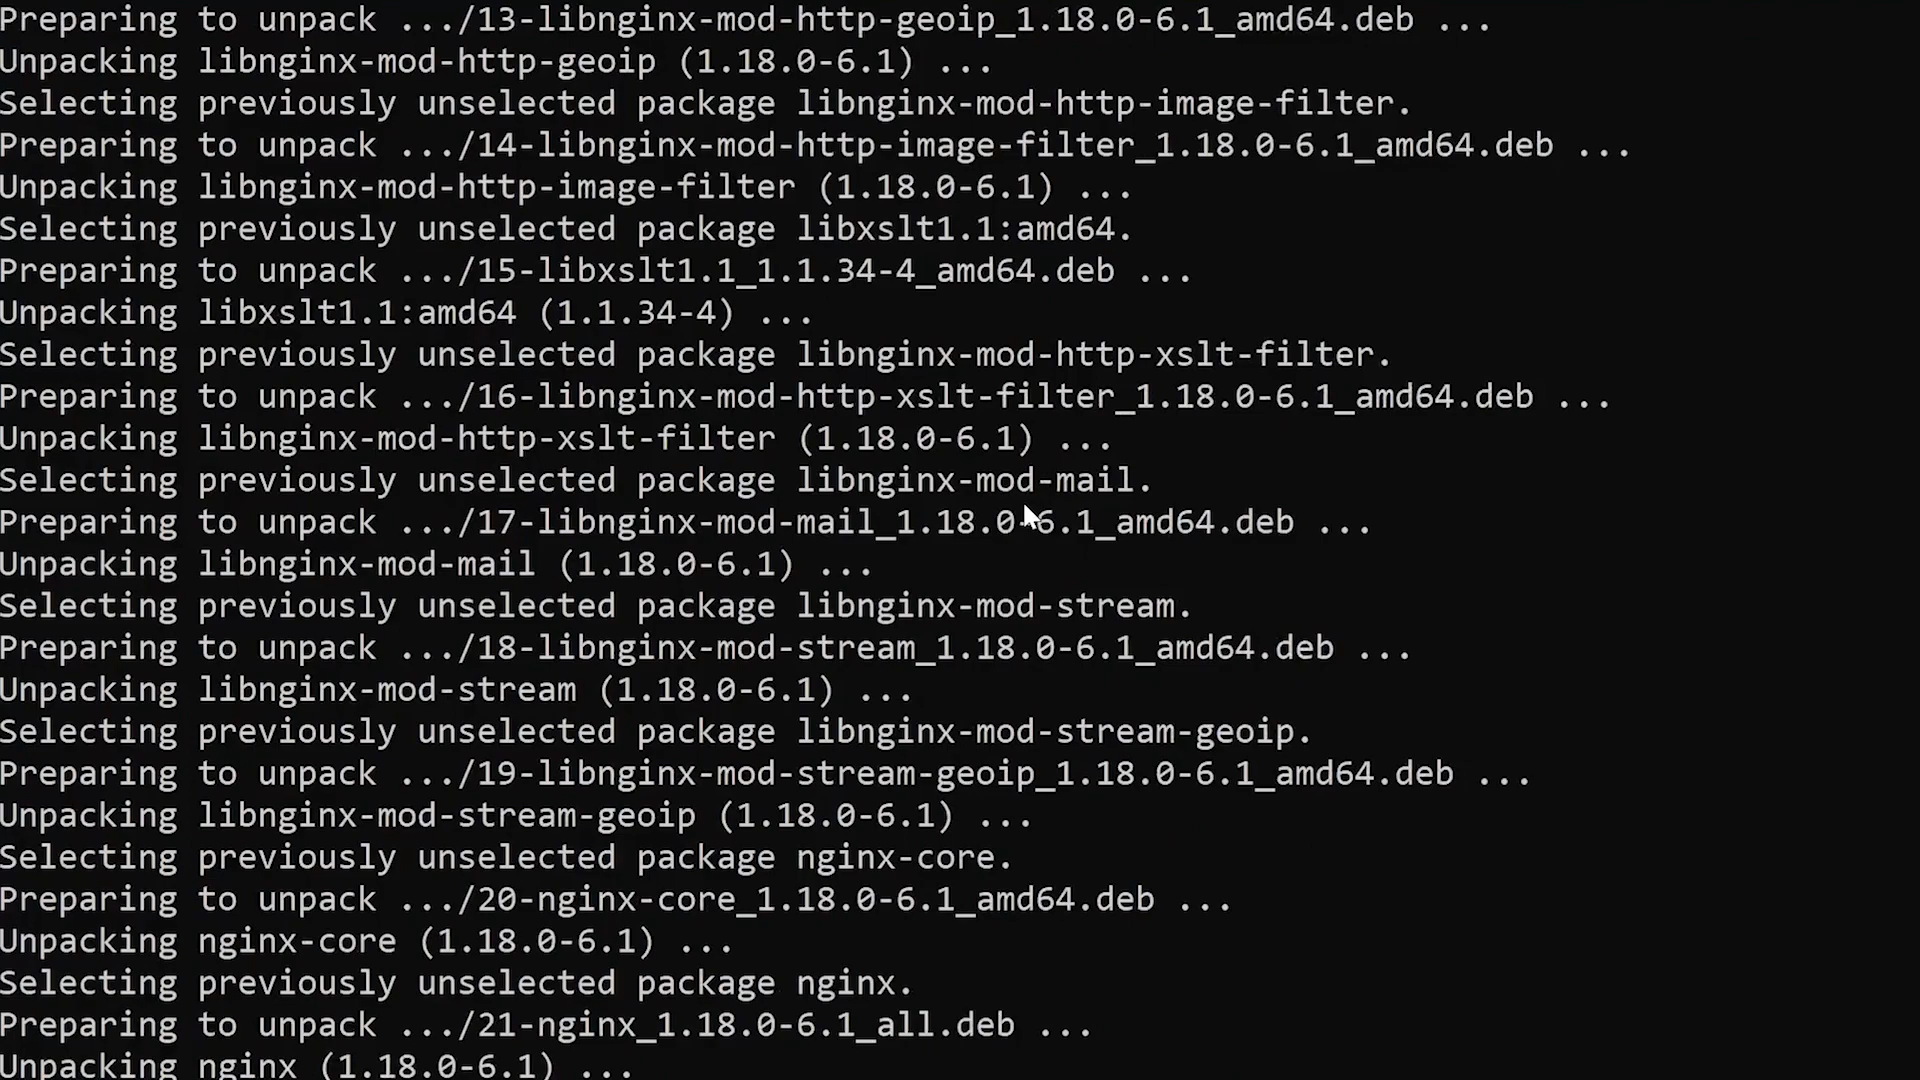 Preparing to unpack .../13-libnginx-mod-http-geoip_1.18.0-6.1_amd64.deb ...
Unpacking libnginx-mod-http-geoip (1.18.0-6.1) ...
Selecting previously unselected package libnginx-mod-http-image-filter.
Preparing to unpack .../14-libnginx-mod-http-image-filter_1.18.0-6.1_amd64.deb ...
Unpacking libnginx-mod-http-image-filter (1.18.0-6.1) ...
Selecting previously unselected package libxslt1.1:amd64.
Preparing to unpack .../15-libxslt1.1_1.1.34-4_amd64.deb ...
Unpacking libxslt1.1:amd64 (1.1.34-4) ...
Selecting previously unselected package libnginx-mod-http-xslt-filter.
Preparing to unpack .../16-libnginx-mod-http-xslt-filter_1.18.0-6.1_amd64.deb ...
Unpacking libnginx-mod-http-xslt-filter (1.18.0-6.1) ...
Selecting previously unselected package libnginx-mod-mail.
Preparing to unpack .../17-libnginx-mod-mail_1.18.0-6.1_amd64.deb ...
Unpacking libnginx-mod-mail (1.18.0-6.1) ...
Selecting previously unselected package libnginx-mod-stream.
Preparing to unpack .../18-libnginx-mod-stream_1.18.0-6.1_amd64.deb ...
Unpacking libnginx-mod-stream (1.18.0-6.1) ...
Selecting previously unselected package libnginx-mod-stream-geoip.
Preparing to unpack .../19-libnginx-mod-stream-geoip_1.18.0-6.1_amd64.deb ...
Unpacking libnginx-mod-stream-geoip (1.18.0-6.1) ...
Selecting previously unselected package nginx-core.
Preparing to unpack .../20-nginx-core_1.18.0-6.1_amd64.deb ...
Unpacking nginx-core (1.18.0-6.1) ...
Selecting previously unselected package nginx.
Preparing to unpack .../21-nginx_1.18.0-6.1_all.deb ...
Unpacking nginx (1.18.0-6.1) ...